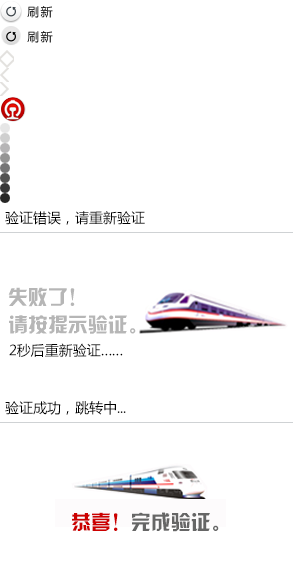 刷新
刷新
验证错误，请重新验证
失败了！
请按提示验证。
2秒后重新验证......
验证成功，跳转中...
恭喜！完成验证。